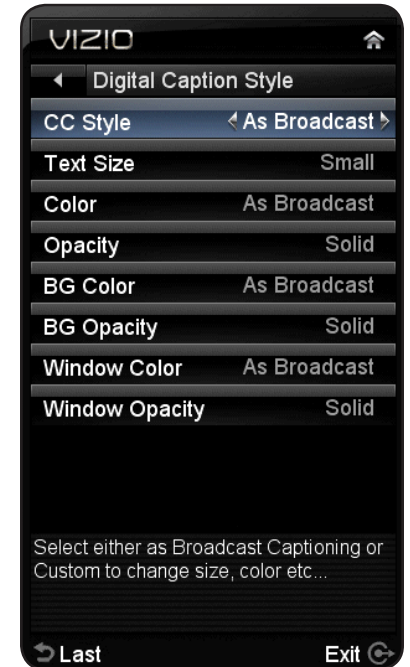 VIZIO
Digital Caption Style
CC Style As Broadcast
Text Size Small
Color As Broadcast
Opacity Solid
BG Color As Broadcast
BG Opacity Solid
Window Color As Broadcast
Window Opacity Solid
Select either as Broadcast Captioning or
Custom to change size, color etc...
Last Exit